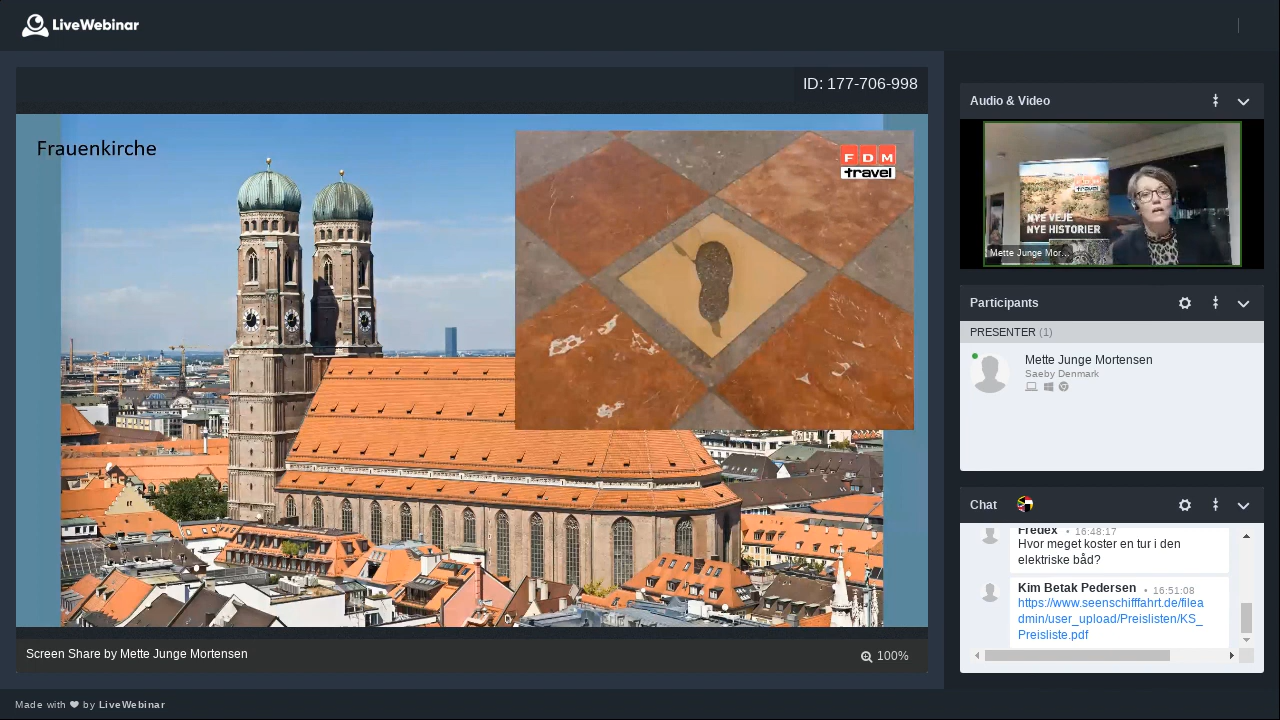 LiveWebinar
ID: 177-706-998
Frauenkirche
FDM
travel
Screen Share by Mette Junge Mortensen
100%
Audio & Video
travel
NYE VEJE
NYE HISTORIER
Mette Junge Mor...
Participants
PRESENTER (1)
Mette Junge Mortensen
Saeby Denmark
Chat
Fredex • 16:48:17
Hvor meget koster en tur i den
elektriske båd?
Kim Betak Pedersen • 16:51:08
https://www.seenschifffahrt.de/filea
dmin/user_upload/Preislisten/KS_
Preisliste.pdf
Made with ❤ by LiveWebinar